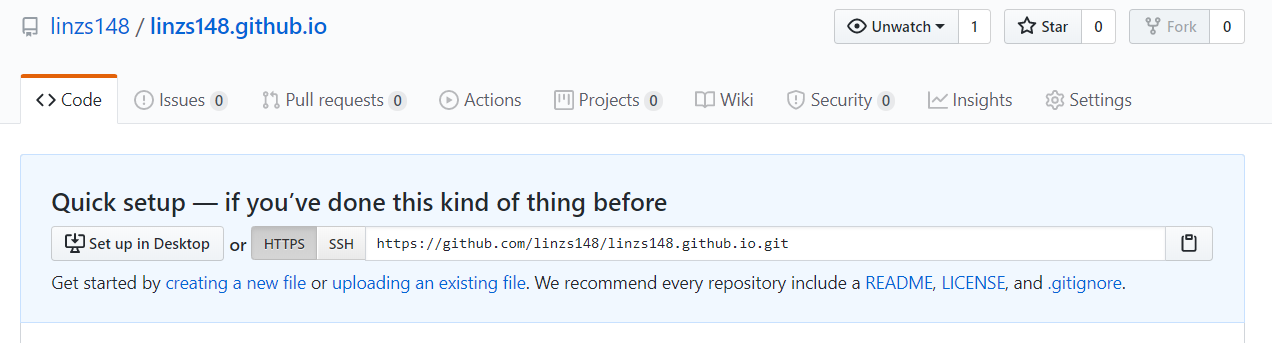 linzs148 / linzs148.github.io Unwatch 1 Star 0 Fork 0
Code Issues 0 Pull requests 0 Actions Projects 0 Wiki Security 0 Insights Settings
Quick setup — if you’ve done this kind of thing before
Set up in Desktop or HTTPS SSH https://github.com/linzs148/linzs148.github.io.git
Get started by creating a new file or uploading an existing file. We recommend every repository include a README, LICENSE, and .gitignore.